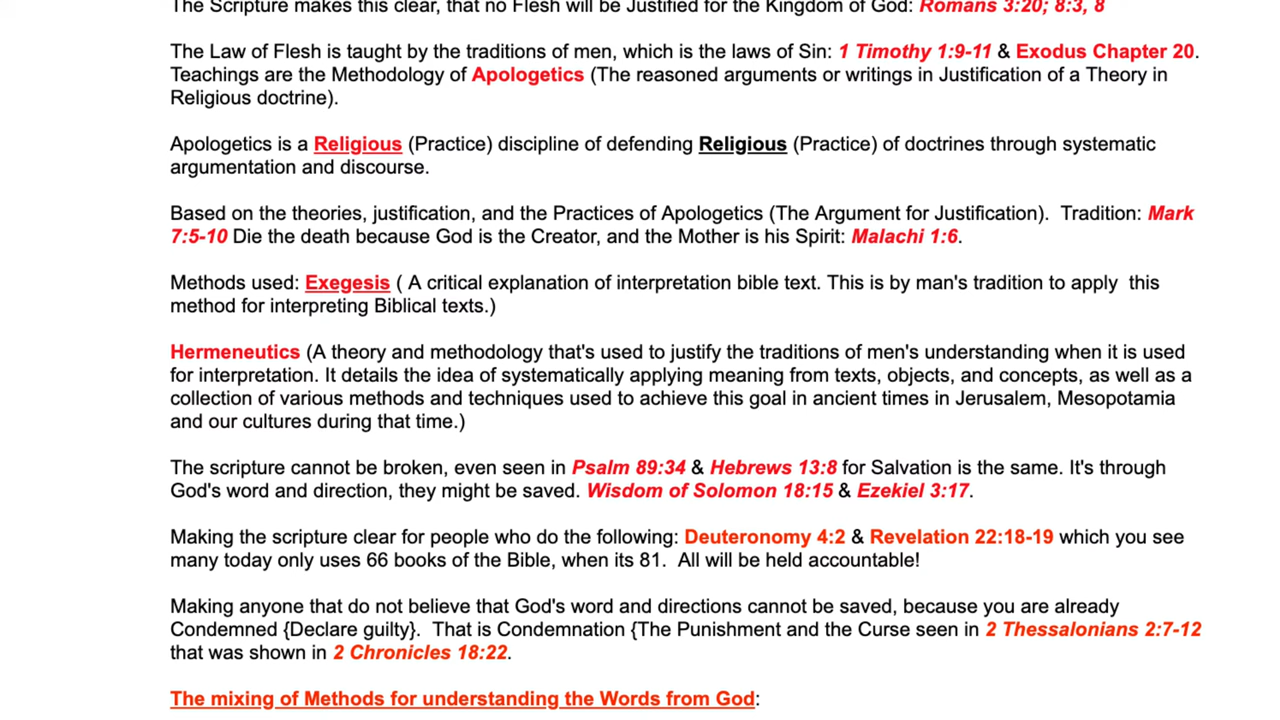 The Scripture makes this clear, that no Flesh will be Justified for the Kingdom of God: Romans 3:20; 8:3, 8
The Law of Flesh is taught by the traditions of men, which is the laws of Sin: 1 Timothy 1:9-11 & Exodus Chapter 20.
Teachings are the Methodology of Apologetics (The reasoned arguments or writings in Justification of a Theory in
Religious doctrine).
Apologetics is a Religious (Practice) discipline of defending Religious (Practice) of doctrines through systematic
argumentation and discourse.
Based on the theories, justification, and the Practices of Apologetics (The Argument for Justification).  Tradition: Mark
7:5-10 Die the death because God is the Creator, and the Mother is his Spirit: Malachi 1:6.
Methods used: Exegesis ( A critical explanation of interpretation bible text. This is by man's tradition to apply  this
method for interpreting Biblical texts.)
Hermeneutics (A theory and methodology that's used to justify the traditions of men's understanding when it is used
for interpretation. It details the idea of systematically applying meaning from texts, objects, and concepts, as well as a
collection of various methods and techniques used to achieve this goal in ancient times in Jerusalem, Mesopotamia
and our cultures during that time.)
The scripture cannot be broken, even seen in Psalm 89:34 & Hebrews 13:8 for Salvation is the same. It's through
God's word and direction, they might be saved. Wisdom of Solomon 18:15 & Ezekiel 3:17.
Making the scripture clear for people who do the following: Deuteronomy 4:2 & Revelation 22:18-19 which you see
many today only uses 66 books of the Bible, when its 81.  All will be held accountable!
Making anyone that do not believe that God's word and directions cannot be saved, because you are already
Condemned {Declare guilty}.  That is Condemnation {The Punishment and the Curse seen in 2 Thessalonians 2:7-12
that was shown in 2 Chronicles 18:22.
The mixing of Methods for understanding the Words from God: